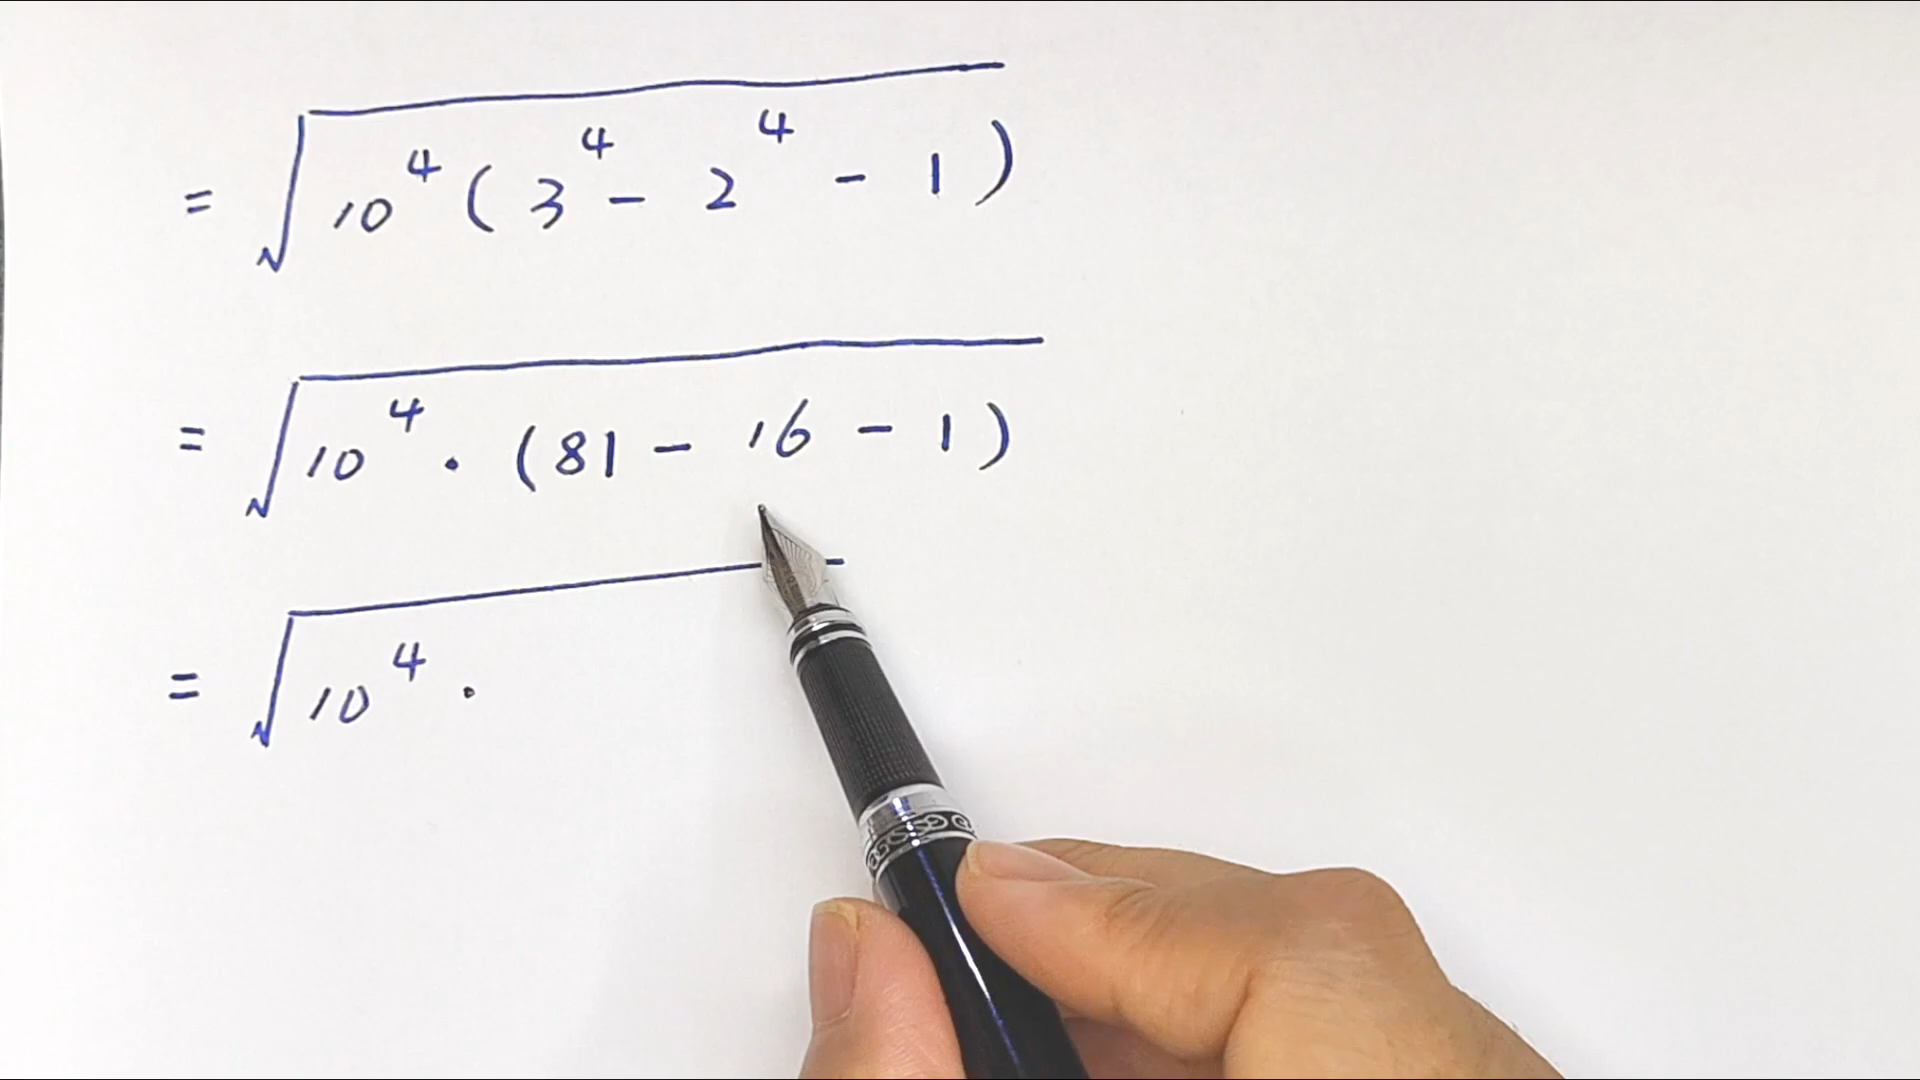 = √10⁴(3⁴ - 2⁴ - 1)
= √10⁴ · (81 - 16 - 1)
= √10⁴ ·